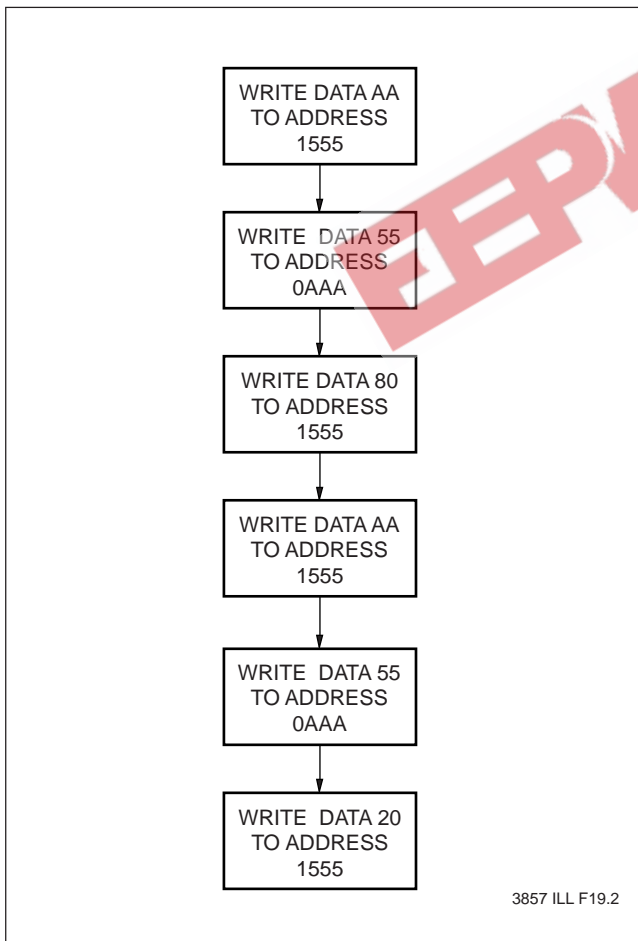 WRITE DATA AA
TO ADDRESS
1555
WRITE DATA 55
TO ADDRESS
0AAA
WRITE DATA 80
TO ADDRESS
1555
WRITE DATA AA
TO ADDRESS
1555
WRITE DATA 55
TO ADDRESS
0AAA
WRITE DATA 20
TO ADDRESS
1555
3857 ILL F19.2